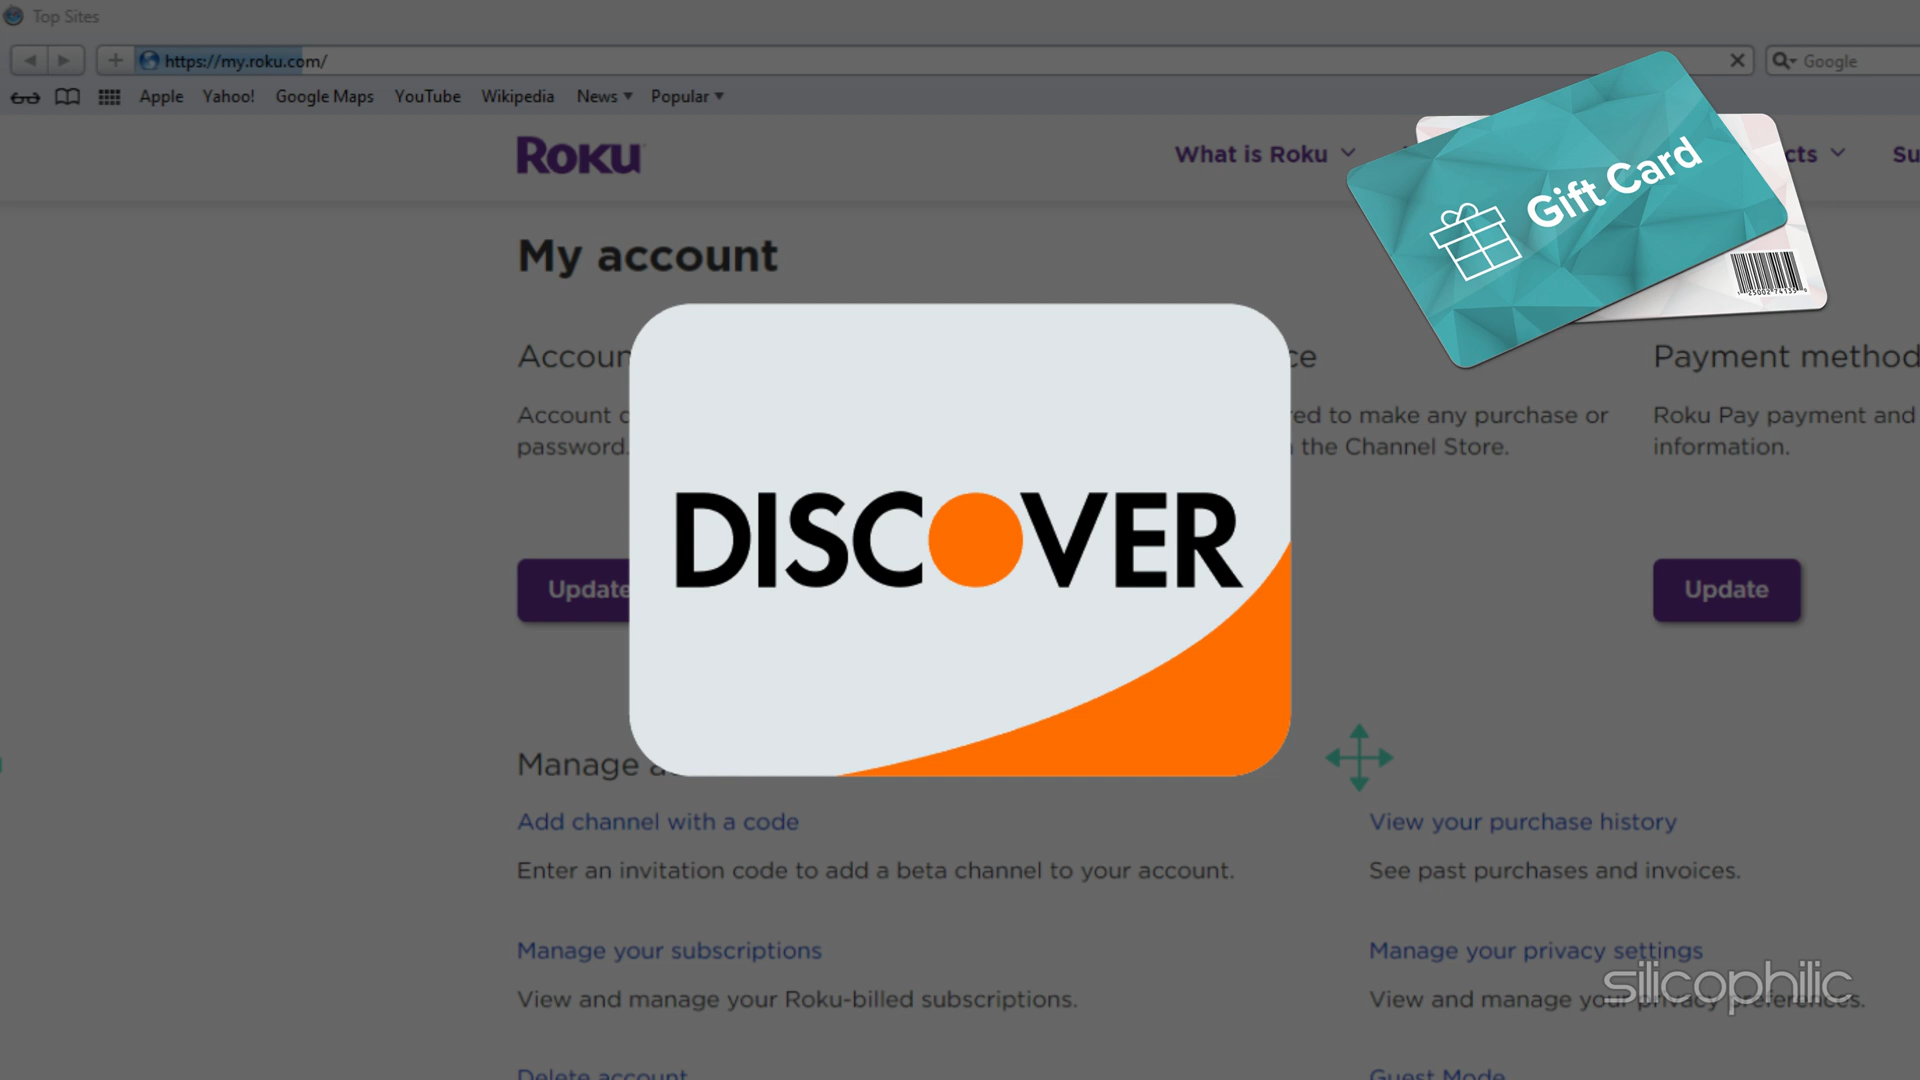 Top Sites
https://my.roku.com/
Google
Apple Yahoo! Google Maps YouTube Wikipedia News Popular
ROKU
What is Roku
cts
Su
Gift Card
My account
Accoun
ce
Payment method
Account
password.
ed to make any purchase or
the Channel Store.
Roku Pay payment and
information.
DISCOVER
Update
Update
Manage a
Add channel with a code
View your purchase history
Enter an invitation code to add a beta channel to your account.
See past purchases and invoices.
Manage your subscriptions
Manage your privacy settings
View and manage your Roku-billed subscriptions.
View and manage your privacy preferences.
silicophilic
Delete account
Guest Mode